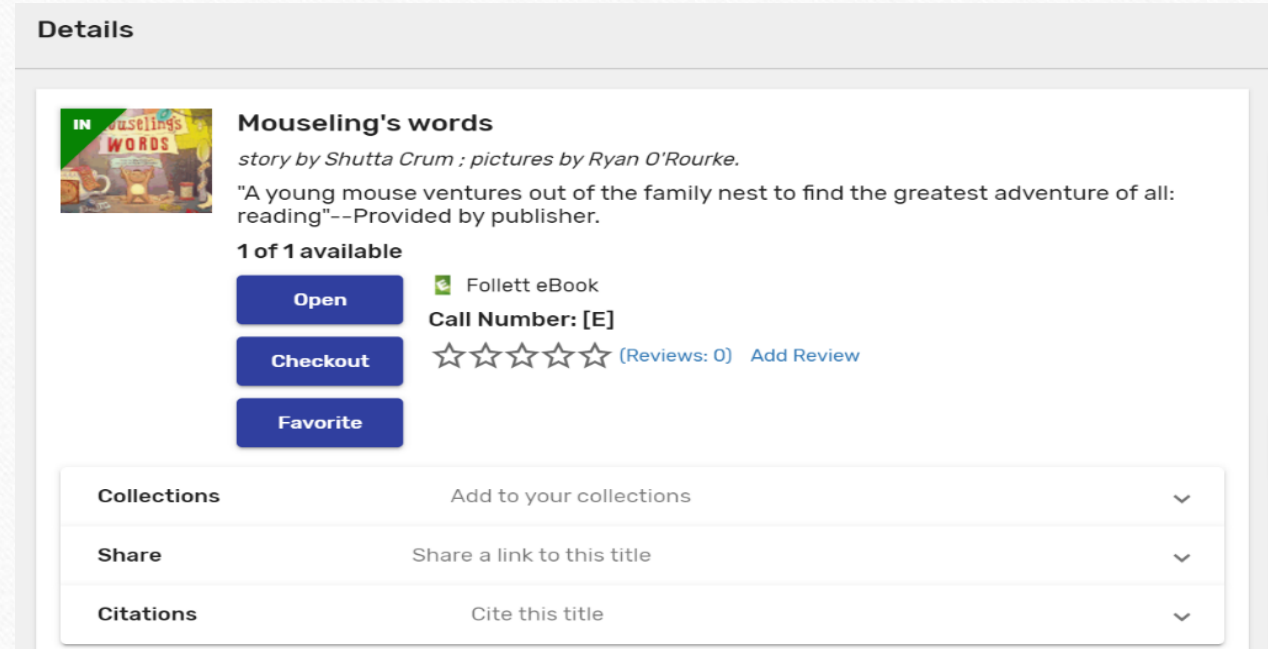 Details
IN
Mouseling's
WORDS
Mouseling's words
story by Shutta Crum ; pictures by Ryan O'Rourke.
"A young mouse ventures out of the family nest to find the greatest adventure of all:
reading"--Provided by publisher.
1 of 1 available
Open
Follett eBook
Call Number: [E]
Checkout
(Reviews: 0) Add Review
Favorite
Collections Add to your collections
Share Share a link to this title
Citations Cite this title